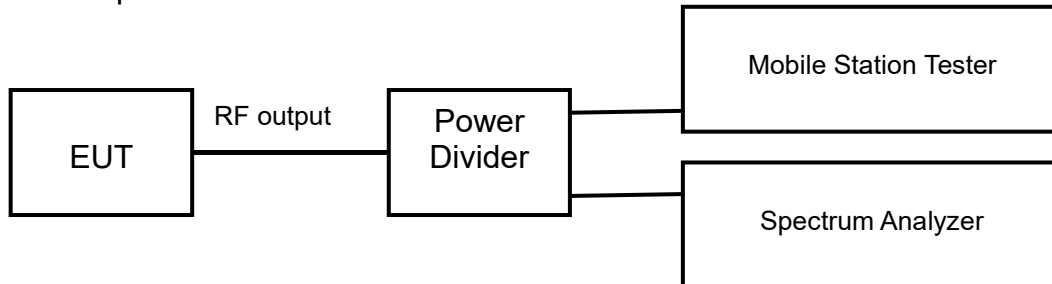 EUT
RF output
Power
Divider
Mobile Station Tester
Spectrum Analyzer